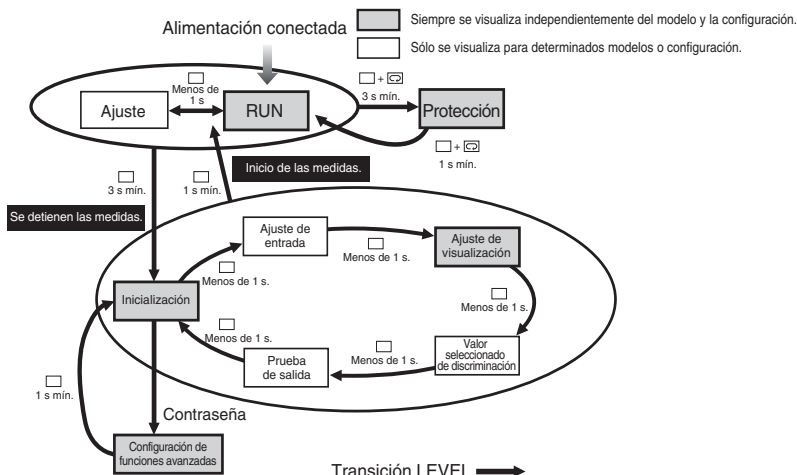 Alimentación conectada
Siempre se visualiza independientemente del modelo y la configuración.
Sólo se visualiza para determinados modelos o configuración.
Menos de
1 s
Ajuste
RUN
+
3 s mín.
Protección
+
1 s mín.
Inicio de las medidas.
3 s mín.
1 s mín.
Se detienen las medidas.
Ajuste de
entrada
Menos de 1 s.
Ajuste de
visualización
Menos de 1 s.
Inicialización
Menos de 1 s.
Menos de 1 s.
Prueba
de salida
Menos de 1 s.
Valor
seleccionado
de discriminación
1 s mín.
Contraseña
Configuración de
funciones avanzadas
Transición LEVEL